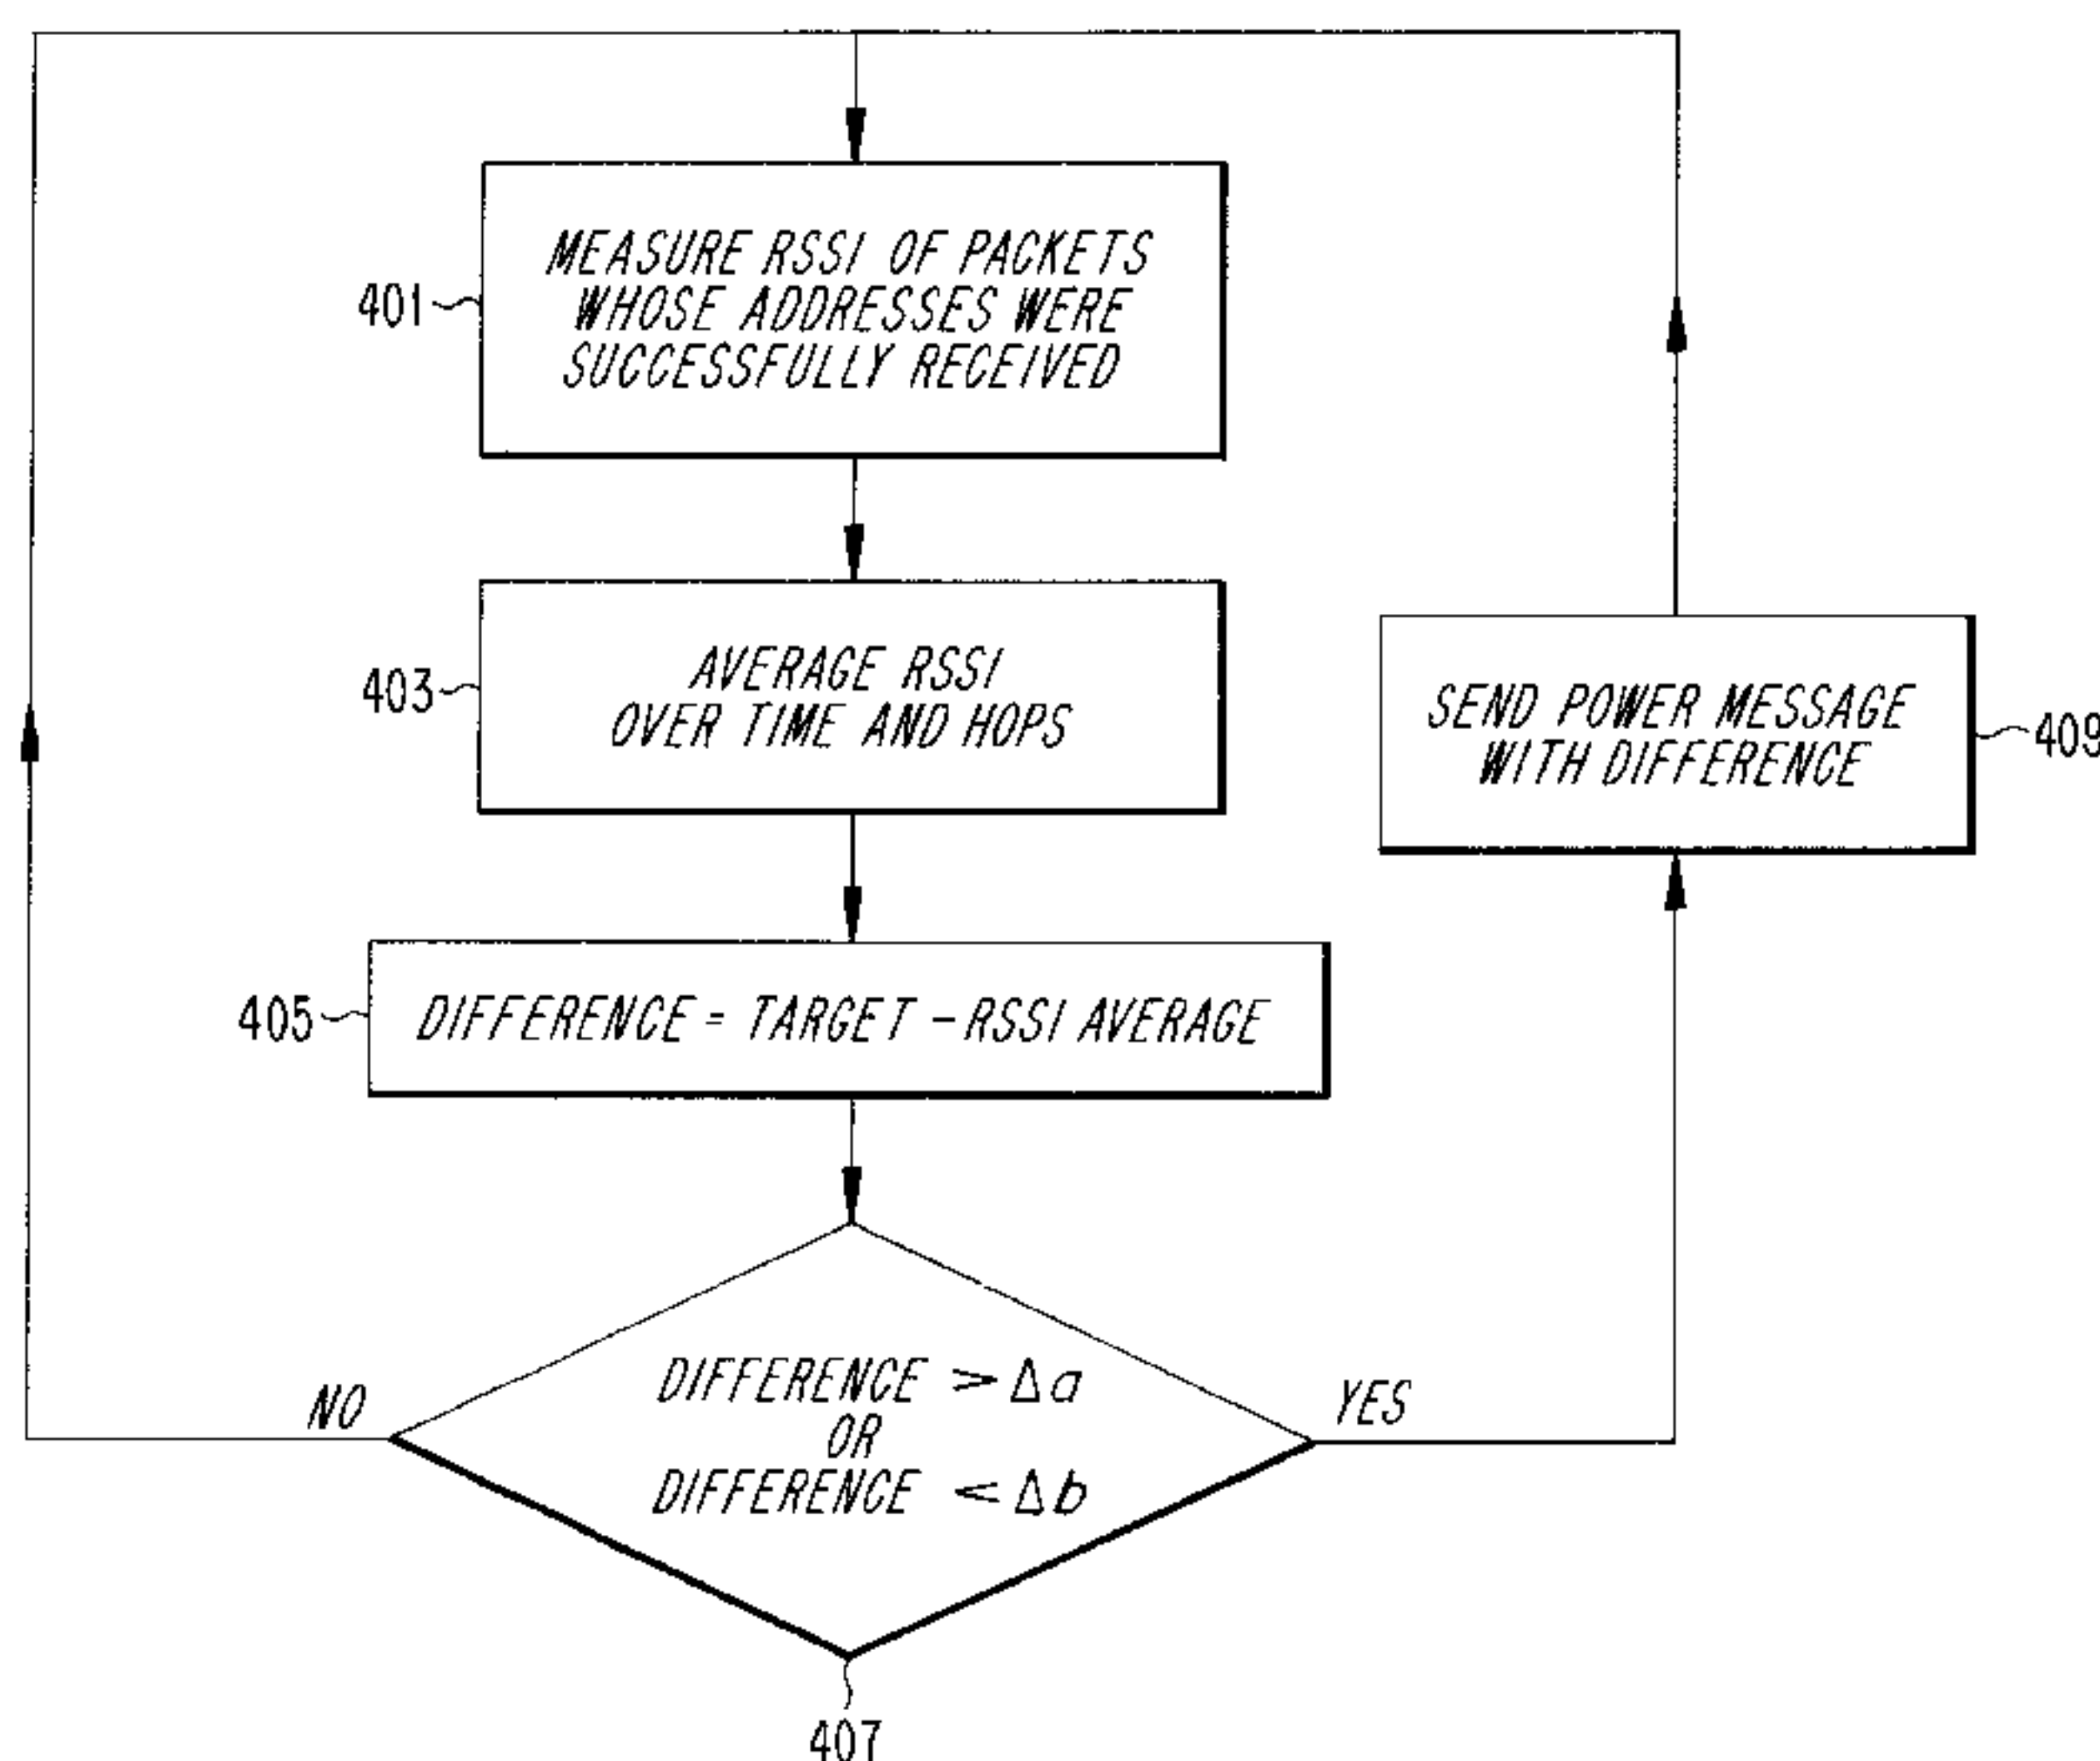 MEASURE RSSI OF PACKETS
WHOSE ADDRESSES WERE
SUCCESSFULLY RECEIVED
401
AVERAGE RSSI
OVER TIME AND HOPS
403
SEND POWER MESSAGE
WITH DIFFERENCE
409
405
DIFFERENCE = TARGET - RSSI AVERAGE
DIFFERENCE > Δa
OR
DIFFERENCE < Δb
NO
YES
407